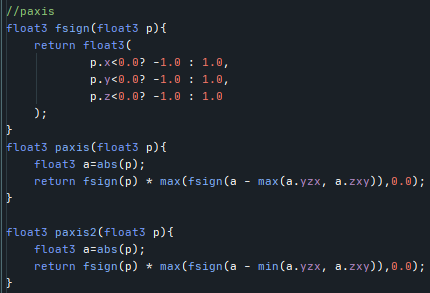 //paxis
float3 fsign(float3 p){
    return float3(
            p.x<0.0? -1.0 : 1.0,
            p.y<0.0? -1.0 : 1.0,
            p.z<0.0? -1.0 : 1.0
    );
}
float3 paxis(float3 p){
    float3 a=abs(p);
    return fsign(p) * max(fsign(a - max(a.yzx, a.zxy)),0.0);
}

float3 paxis2(float3 p){
    float3 a=abs(p);
    return fsign(p) * max(fsign(a - min(a.yzx, a.zxy)),0.0);
}